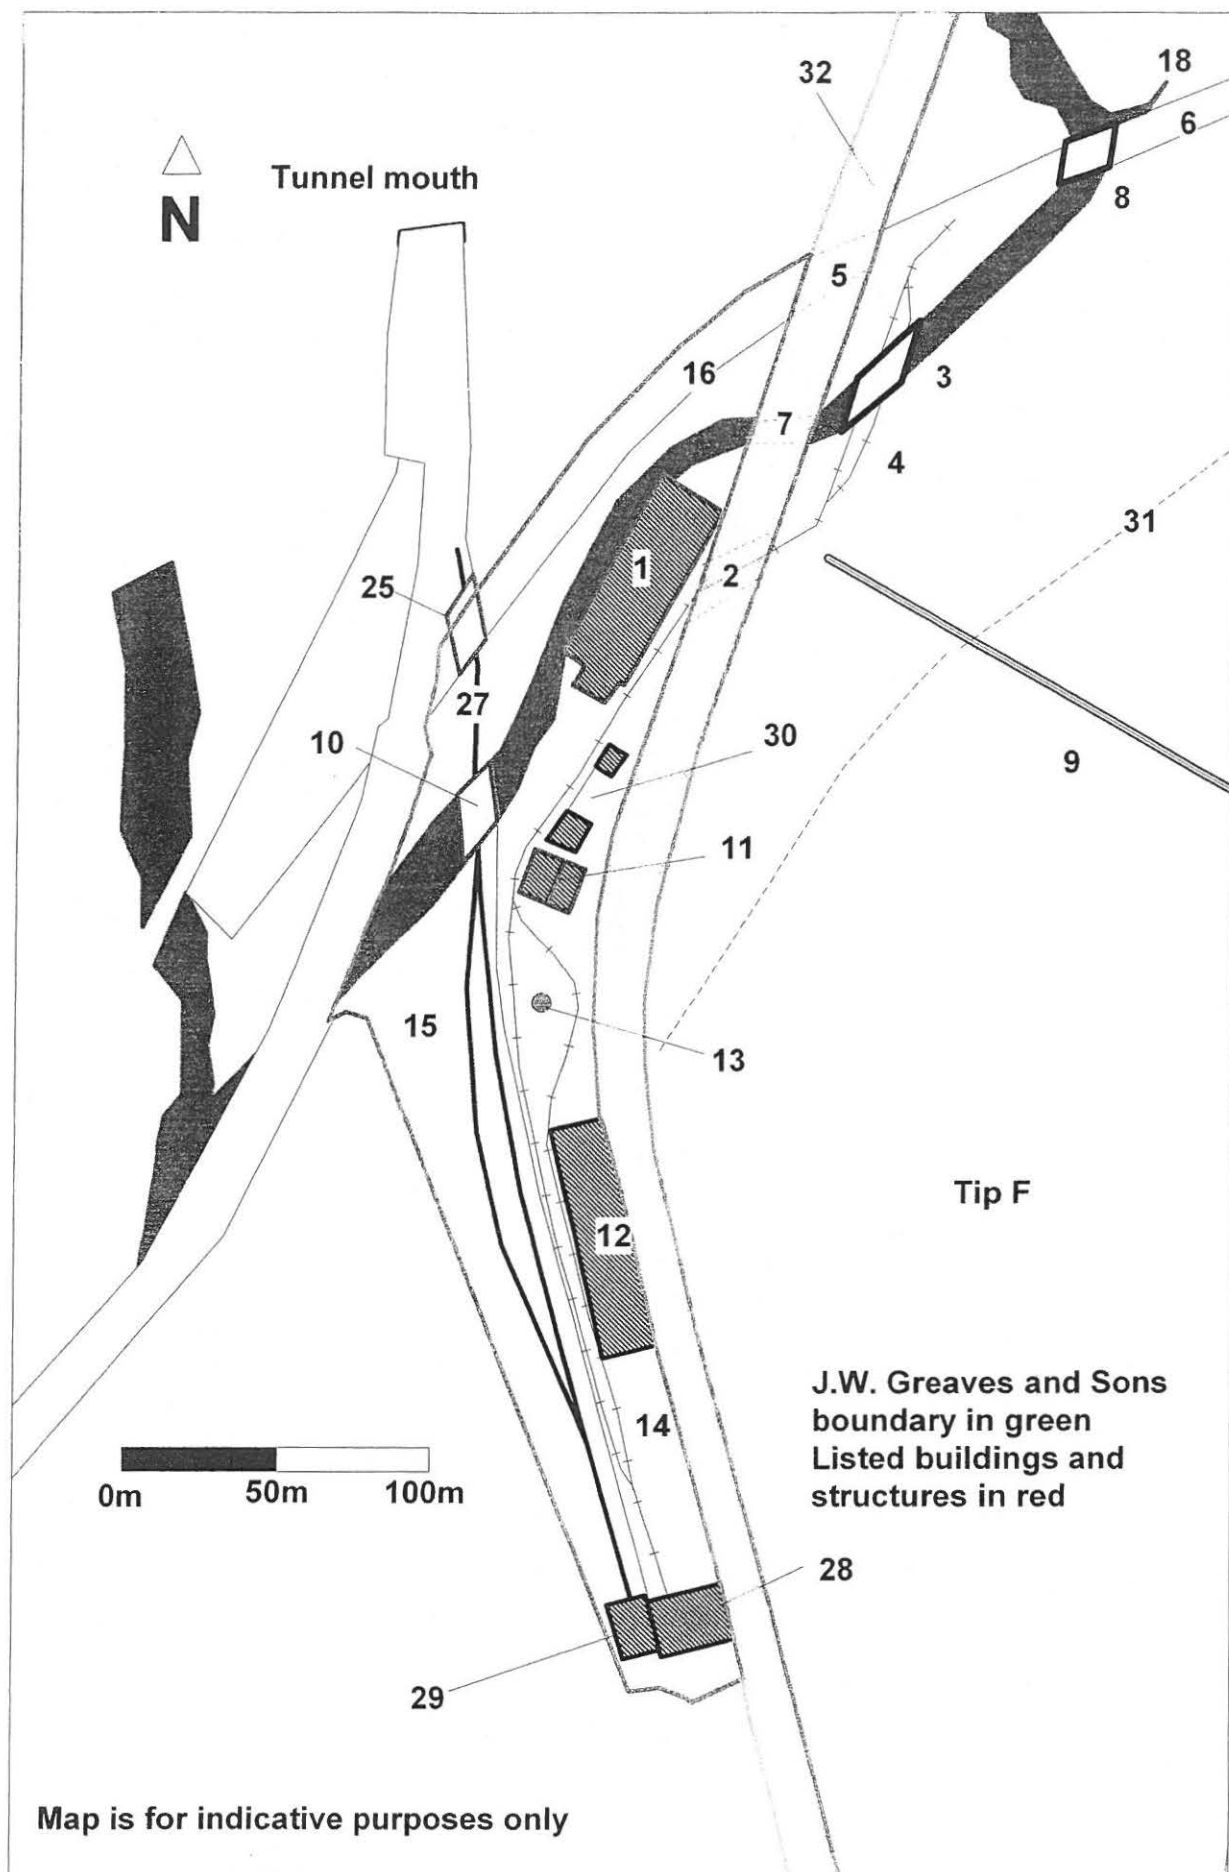 32
18
6
Tunnel mouth
N
8
5
16
3
7
4
31
1
2
25
27
30
10
9
11
15
13
Tip F
12
J.W. Greaves and Sons
boundary in green
Listed buildings and
structures in red
14
0m 50m 100m
28
29
Map is for indicative purposes only